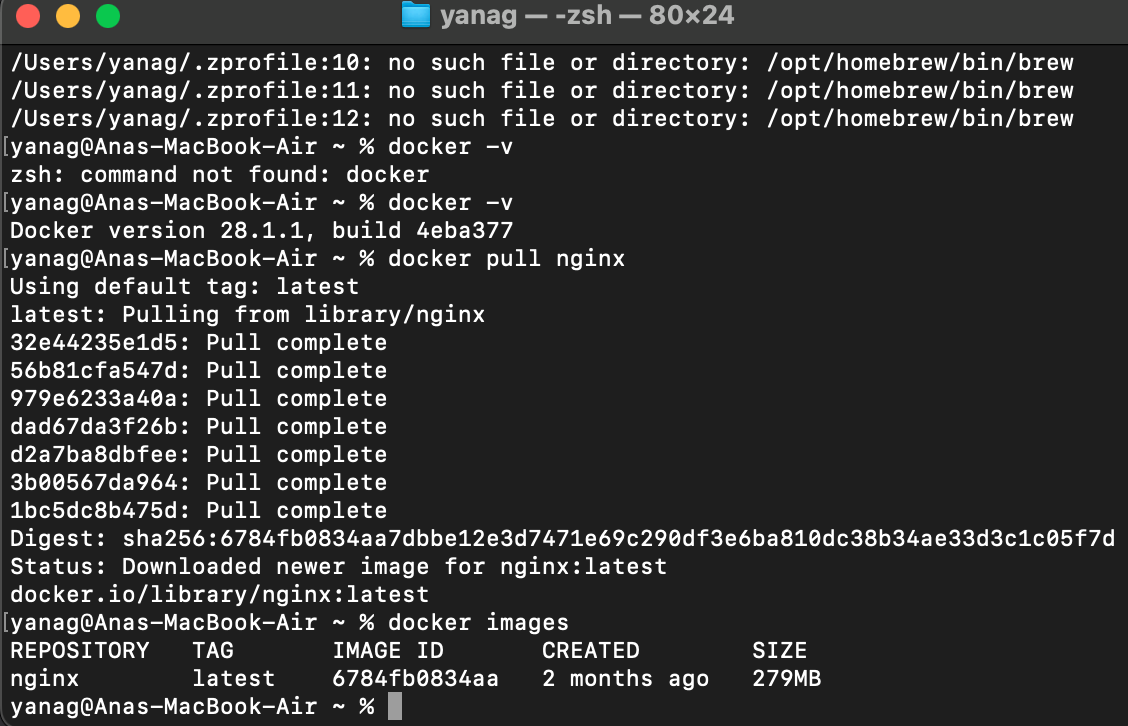 yanag — -zsh — 80×24
/Users/yanag/.zprofile:10: no such file or directory: /opt/homebrew/bin/brew
/Users/yanag/.zprofile:11: no such file or directory: /opt/homebrew/bin/brew
/Users/yanag/.zprofile:12: no such file or directory: /opt/homebrew/bin/brew
[yanag@Anas-MacBook-Air ~ % docker -v
zsh: command not found: docker
[yanag@Anas-MacBook-Air ~ % docker -v
Docker version 28.1.1, build 4eba377
[yanag@Anas-MacBook-Air ~ % docker pull nginx
Using default tag: latest
latest: Pulling from library/nginx
32e44235e1d5: Pull complete
56b81cfa547d: Pull complete
979e6233a40a: Pull complete
dad67da3f26b: Pull complete
d2a7ba8dbfee: Pull complete
3b00567da964: Pull complete
1bc5dc8b475d: Pull complete
Digest: sha256:6784fb0834aa7dbbe12e3d7471e69c290df3e6ba810dc38b34ae33d3c1c05f7d
Status: Downloaded newer image for nginx:latest
docker.io/library/nginx:latest
[yanag@Anas-MacBook-Air ~ % docker images
REPOSITORY   TAG       IMAGE ID       CREATED        SIZE
nginx        latest    6784fb0834aa   2 months ago   279MB
yanag@Anas-MacBook-Air ~ %